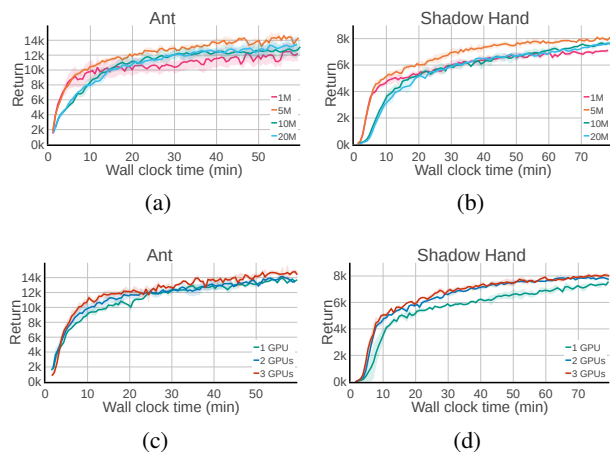 Ant
Return
14k
12k
10k
8k
6k
4k
2k
0k
0 10 20 30 40 50
1M
5M
10M
20M
Wall clock time (min)
(a)
Shadow Hand
Return
8k
6k
4k
2k
0k
0 10 20 30 40 50 60 70
1M
5M
10M
20M
Wall clock time (min)
(b)
Ant
Return
14k
12k
10k
8k
6k
4k
2k
0k
0 10 20 30 40 50
1 GPU
2 GPUs
3 GPUs
Wall clock time (min)
(c)
Shadow Hand
Return
8k
6k
4k
2k
0k
0 10 20 30 40 50 60 70
1 GPU
2 GPUs
3 GPUs
Wall clock time (min)
(d)